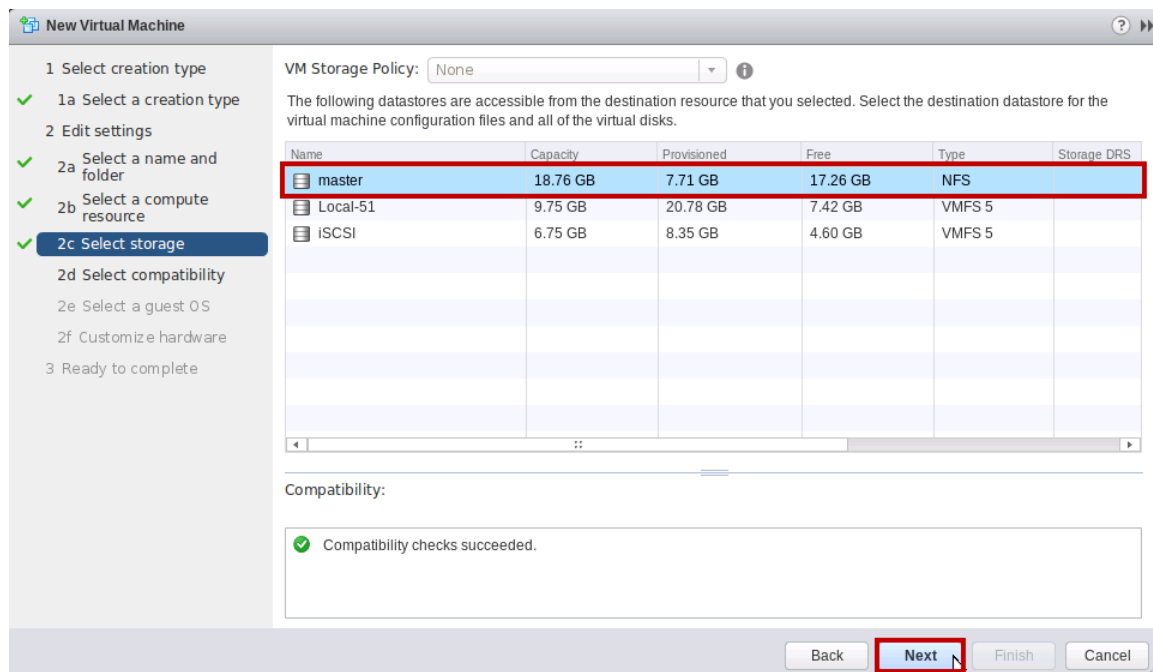 New Virtual Machine
?
1 Select creation type
1a Select a creation type
2 Edit settings
2a Select a name and
folder
2b Select a compute
resource
2c Select storage
2d Select compatibility
2e Select a guest OS
2f Customize hardware
3 Ready to complete
VM Storage Policy: None
The following datastores are accessible from the destination resource that you selected. Select the destination datastore for the
virtual machine configuration files and all of the virtual disks.
Name Capacity Provisioned Free Type Storage DRS
master 18.76 GB 7.71 GB 17.26 GB NFS
Local-51 9.75 GB 20.78 GB 7.42 GB VMFS 5
iSCSI 6.75 GB 8.35 GB 4.60 GB VMFS 5
Compatibility:
Compatibility checks succeeded.
Back Next Finish Cancel